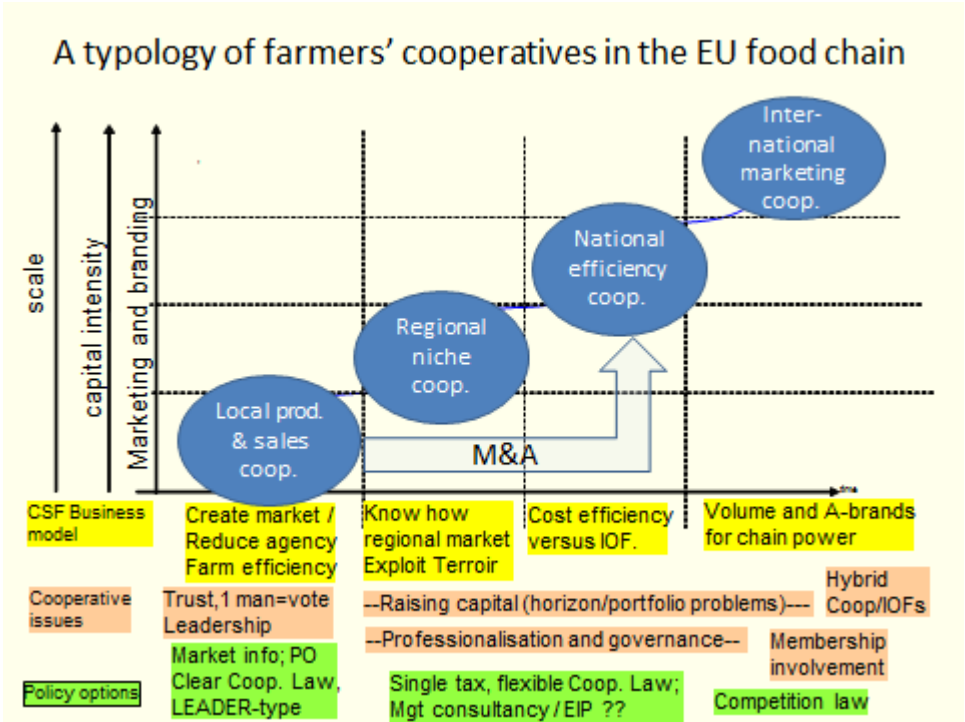 A typology of farmers' cooperatives in the EU food chain
scale
capital intensity
Marketing and branding
Inter-
national
marketing
coop.
National
efficiency
coop.
Regional
niche
coop.
Local prod.
& sales
coop.
M&A
time
CSF Business
model
Create market /
Reduce agency
Farm efficiency
Know how
regional market
Exploit Terroir
Cost efficiency
versus IOF.
Volume and A-brands
for chain power
Cooperative
issues
Trust,1 man=vote
Leadership
--Raising capital (horizon/portfolio problems)---
--Professionalisation and governance--
Hybrid
Coop/IOFs
Membership
involvement
Policy options
Market info; PO
Clear Coop. Law,
LEADER-type
Single tax, flexible Coop. Law;
Mgt consultancy / EIP ??
Competition law